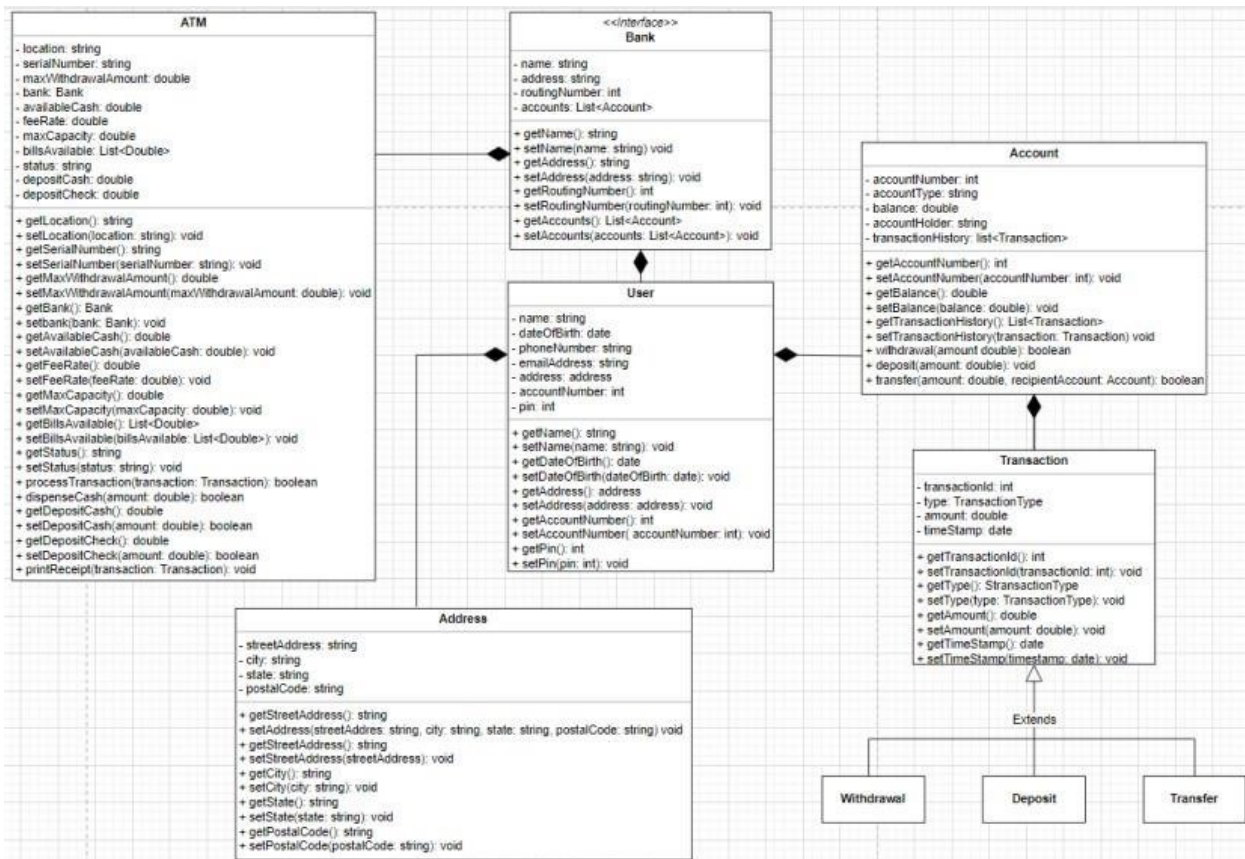 ATM
- location: string
- serialNumber: string
- maxWithdrawalAmount: double
- bank: Bank
- availableCash: double
- feeRate: double
- maxCapacity: double
- billsAvailable: List<Double>
- status: string
- depositCash: double
- depositCheck: double
+ getLocation(): string
+ setLocation(location: string): void
+ getSerialNumber(): string
+ setSerialNumber(serialNumber: string): void
+ getMaxWithdrawalAmount(): double
+ setMaxWithdrawalAmount(maxWithdrawalAmount: double): void
+ getBank(): Bank
+ setbank(bank: Bank): void
+ getAvailableCash(): double
+ setAvailableCash(availableCash: double): void
+ getFeeRate(): double
+ setFeeRate(feeRate: double): void
+ getMaxCapacity(): double
+ setMaxCapacity(maxCapacity: double): void
+ getBillsAvailable(): List<Double>
+ setBillsAvailable(billsAvailable: List<Double>): void
+ getStatus(): string
+ setStatus(status: string): void
+ processTransaction(transaction: Transaction): boolean
+ dispenseCash(amount: double): boolean
+ getDepositCash(): double
+ setDepositCash(amount: double): boolean
+ getDepositCheck(): double
+ setDepositCheck(amount: double): boolean
+ printReceipt(transaction: Transaction): void
<<Interface>>
Bank
- name: string
- address: string
- routingNumber: int
- accounts: List<Account>
+ getName(): string
+ setName(name: string) void
+ getAddress(): string
+ setAddress(address: string): void
+ getRoutingNumber(): int
+ setRoutingNumber(routingNumber: int): void
+ getAccounts(): List<Account>
+ setAccounts(accounts: List<Account>): void
User
- name: string
- dateOfBirth: date
- phoneNumber: string
- emailAddress: string
- address: address
- accountNumber: int
- pin: int
+ getName(): string
+ setName(name: string): void
+ getDateOfBirth(): date
+ setDateOfBirth(dateOfBirth: date): void
+ getAddress(): address
+ setAddress(address: address): void
+ getAccountNumber(): int
+ setAccountNumber( accountNumber: int): void
+ getPin(): int
+ setPin(pin: int): void
Account
- accountNumber: int
- accountType: string
- balance: double
- accountHolder: string
- transactionHistory: list<Transaction>
+ getAccountNumber(): int
+ setAccountNumber(accountNumber: int): void
+ getBalance(): double
+ setBalance(balance: double): void
+ getTransactionHistory(): List<Transaction>
+ setTransactionHistory(transaction: Transaction) void
+ withdrawal(amount double): boolean
+ deposit(amount: double): void
+ transfer(amount: double, recipientAccount: Account): boolean
Transaction
- transactionId: int
- type: TransactionType
- amount: double
- timeStamp: date
+ getTransactionId(): int
+ setTransactionId(transactionId: int): void
+ getType(): StransactionType
+ setType(type: TransactionType): void
+ getAmount(): double
+ setAmount(amount: double): void
+ getTimeStamp(): date
+ setTimeStamp(timestamp: date): void
Extends
Withdrawal
Deposit
Transfer
Address
- streetAddress: string
- city: string
- state: string
- postalCode: string
+ getStreetAddress(): string
+ setAddress(streetAddres: string, city: string, state: string, postalCode: string) void
+ getStreetAddress(): string
+ setStreetAddress(streetAddress): void
+ getCity(): string
+ setCity(city: string): void
+ getState(): string
+ setState(state: string): void
+ getPostalCode(): string
+ setPostalCode(postalCode: string): void